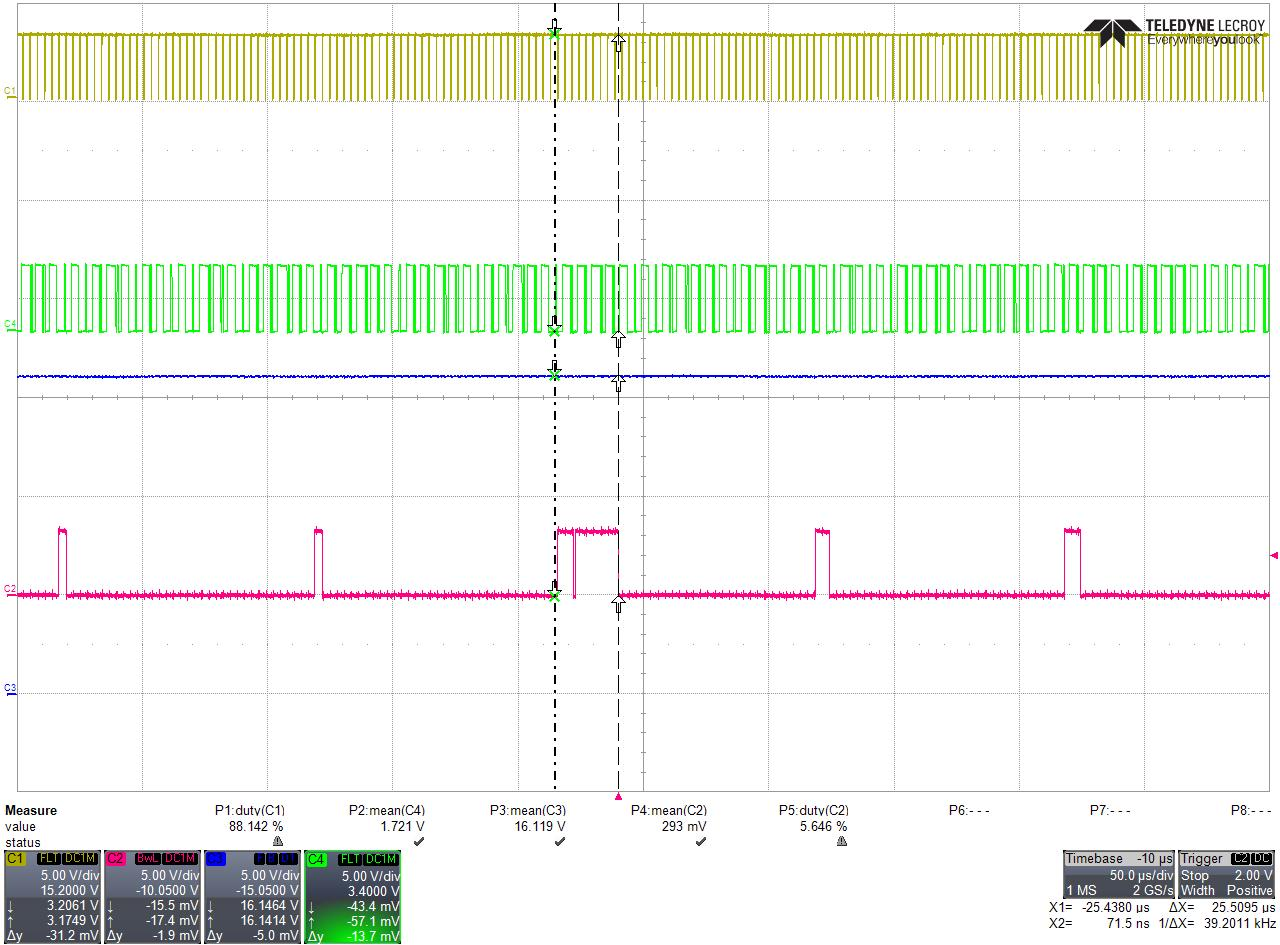 TELEDYNE LECROY
Everywhereyoulook
C1
C4
C2
C3
Measure P1:duty(C1) P2:mean(C4) P3:mean(C3) P4:mean(C2) P5:duty(C2) P6:- - - P7:- - - P8:- - -
value 88.142 % 1.721 V 16.119 V 293 mV 5.646 %
status
C1 FLT DC1M
5.00 V/div
15.2000 V
↓ 3.2061 V
↑ 3.1749 V
Δy -31.2 mV
C2 BwL DC1M
5.00 V/div
-10.0500 V
-15.5 mV
-17.4 mV
Δy -1.9 mV
C3
5.00 V/div
-15.0500 V
↓ 16.1464 V
↑ 16.1414 V
Δy -5.0 mV
C4 FLT DC1M
5.00 V/div
3.4000 V
↓ -43.4 mV
↑ -57.1 mV
Δy -13.7 mV
Timebase -10 µs
50.0 µs/div
1 MS 2 GS/s
Trigger C2 DC
Stop 2.00 V
Width Positive
X1= -25.4380 µs ΔX= 25.5095 µs
X2= 71.5 ns 1/ΔX= 39.2011 kHz